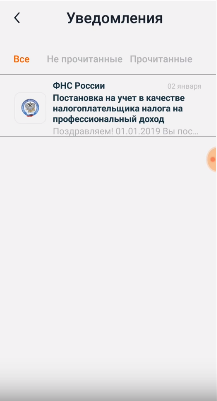 Уведомления
Все Не прочитанные Прочитанные
ФНС России 02 января
Постановка на учет в качестве
налогоплательщика налога на
профессиональный доход
Поздравляем! 01.01.2019 Вы пос...